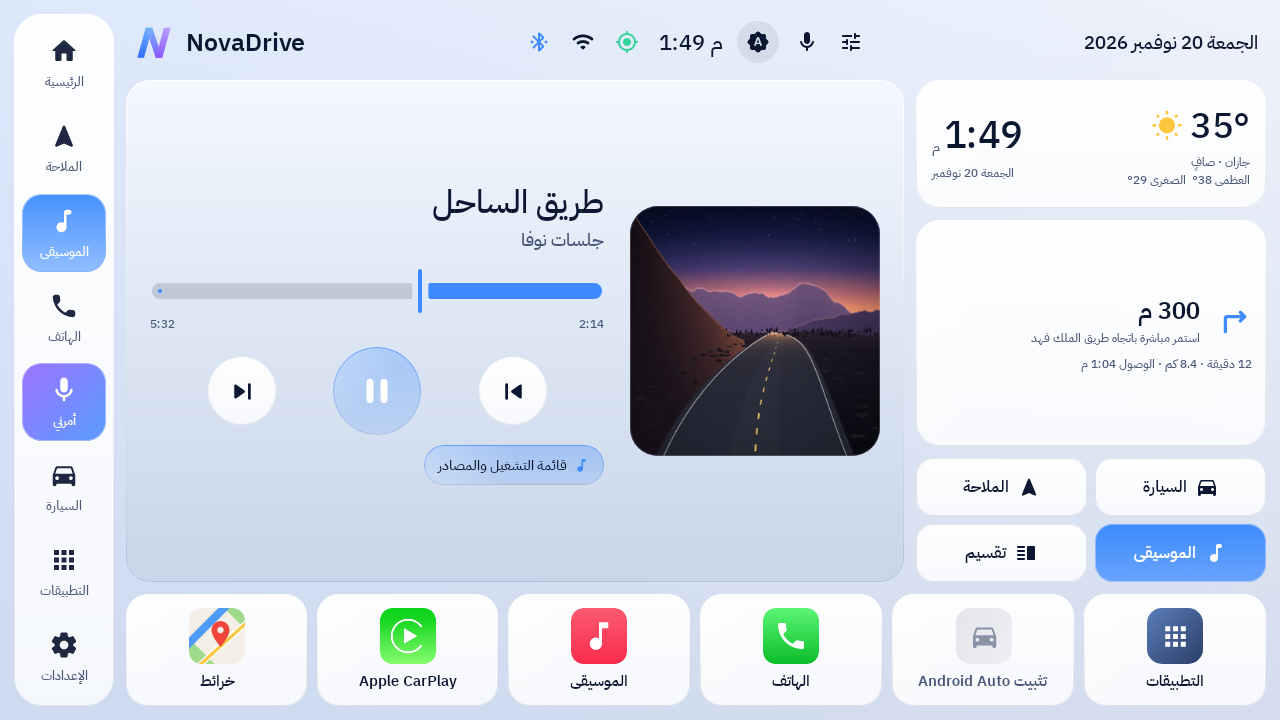 الجمعة 20 نوفمبر 2026
1:49 م
A
NovaDrive
الرئيسية
الملاحة
الموسيقى
الهاتف
أمرني
السيارة
التطبيقات
الإعدادات
35°
جازان · صافٍ
العظمى 38° الصغرى 29°
1:49 م
الجمعة 20 نوفمبر
300 م
استمر مباشرة باتجاه طريق الملك فهد
12 دقيقة · 8.4 كم · الوصول 1:04 م
السيارة
الملاحة
الموسيقى
تقسيم
طريق الساحل
جلسات نوفا
2:14
5:32
قائمة التشغيل والمصادر
التطبيقات
تثبيت Android Auto
الهاتف
الموسيقى
Apple CarPlay
خرائط